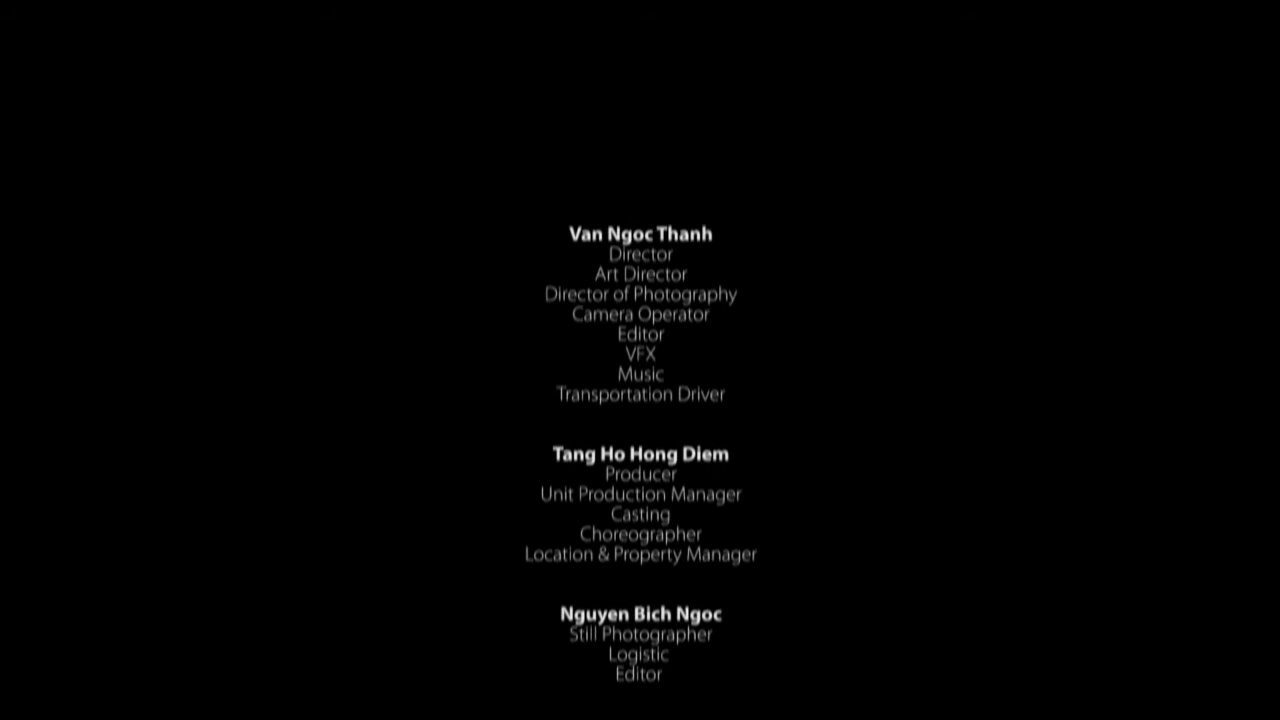 Van Ngoc Thanh
Director
Art Director
Director of Photography
Camera Operator
Editor
VFX
Music
Transportation Driver
Tang Ho Hong Diem
Producer
Unit Production Manager
Casting
Choreographer
Location & Property Manager
Nguyen Bich Ngoc
Still Photographer
Logistic
Editor